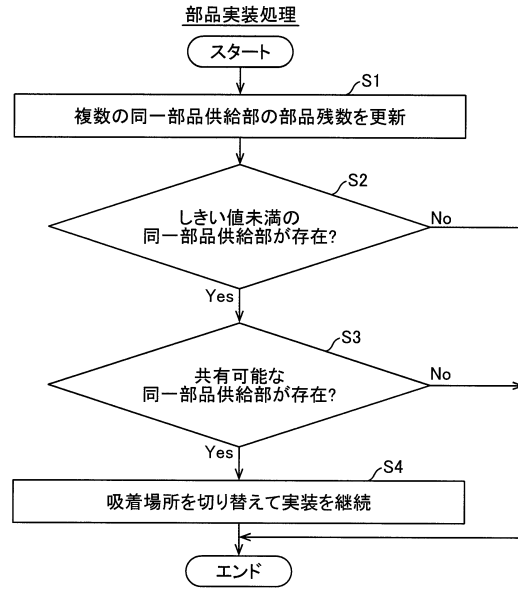 部品実装処理
スタート
S1
複数の同一部品供給部の部品残数を更新
S2
しきい値未満の
同一部品供給部が存在?
No
Yes
S3
共有可能な
同一部品供給部が存在?
No
Yes
S4
吸着場所を切り替えて実装を継続
エンド